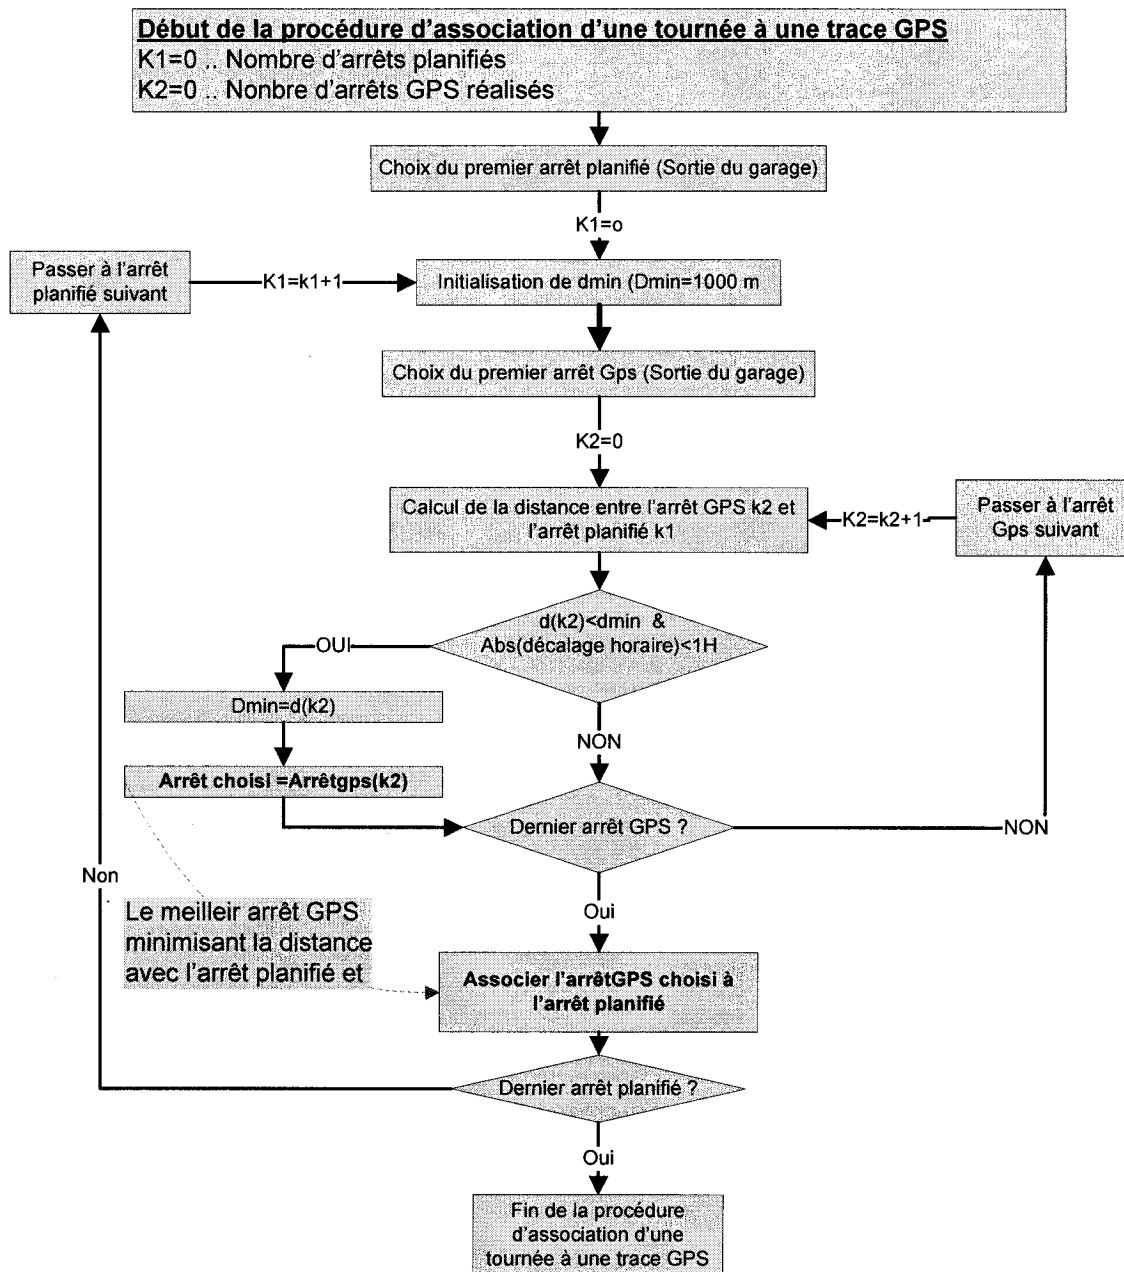 Début de la procédure d'association d'une tournée à une trace GPS
K1=0 .. Nombre d'arrêts planifiés
K2=0 .. Nonbre d'arrêts GPS réalisés
Choix du premier arrêt planifié (Sortie du garage)
K1=o
Passer à l'arrêt
planifié suivant
K1=k1+1
Initialisation de dmin (Dmin=1000 m
Choix du premier arrêt Gps (Sortie du garage)
K2=0
Calcul de la distance entre l'arrêt GPS k2 et
l'arrêt planifié k1
K2=k2+1
Passer à l'arrêt
Gps suivant
d(k2)<dmin &
Abs(décalage horaire)<1H
OUI
Dmin=d(k2)
NON
Arrêt choisi =Arrêtgps(k2)
Dernier arrêt GPS ?
NON
Non
Oui
Le meilleir arrêt GPS
minimisant la distance
avec l'arrêt planifié et
Associer l'arrêtGPS choisi à
l'arrêt planifié
Dernier arrêt planifié ?
Oui
Fin de la procédure
d'association d'une
tournée à une trace GPS